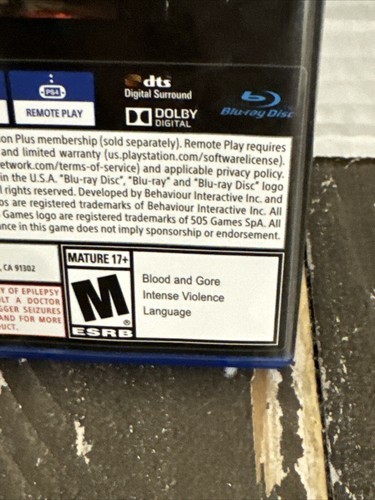 dts
Digital Surround
PS4
REMOTE PLAY
DOLBY
DIGITAL
Blu-ray Disc
on Plus membership (sold separately). Remote Play requires
and limited warranty (us.playstation.com/softwarelicense).
etwork.com/terms-of-service) and applicable privacy policy.
in the U.S.A. "Blu-ray Disc", "Blu-ray" and "Blu-ray Disc" logo
l rights reserved. Developed by Behaviour Interactive Inc. and
os are registered trademarks of Behaviour Interactive Inc. All
Games logo are registered trademarks of 505 Games SpA. All
nce in this game does not imply sponsorship or endorsement.
, CA 91302
Y OF EPILEPSY
ULT A DOCTOR
GGER SEIZURES
AND FOR MORE
UCT.
MATURE 17+
M
®
ESRB
Blood and Gore
Intense Violence
Language